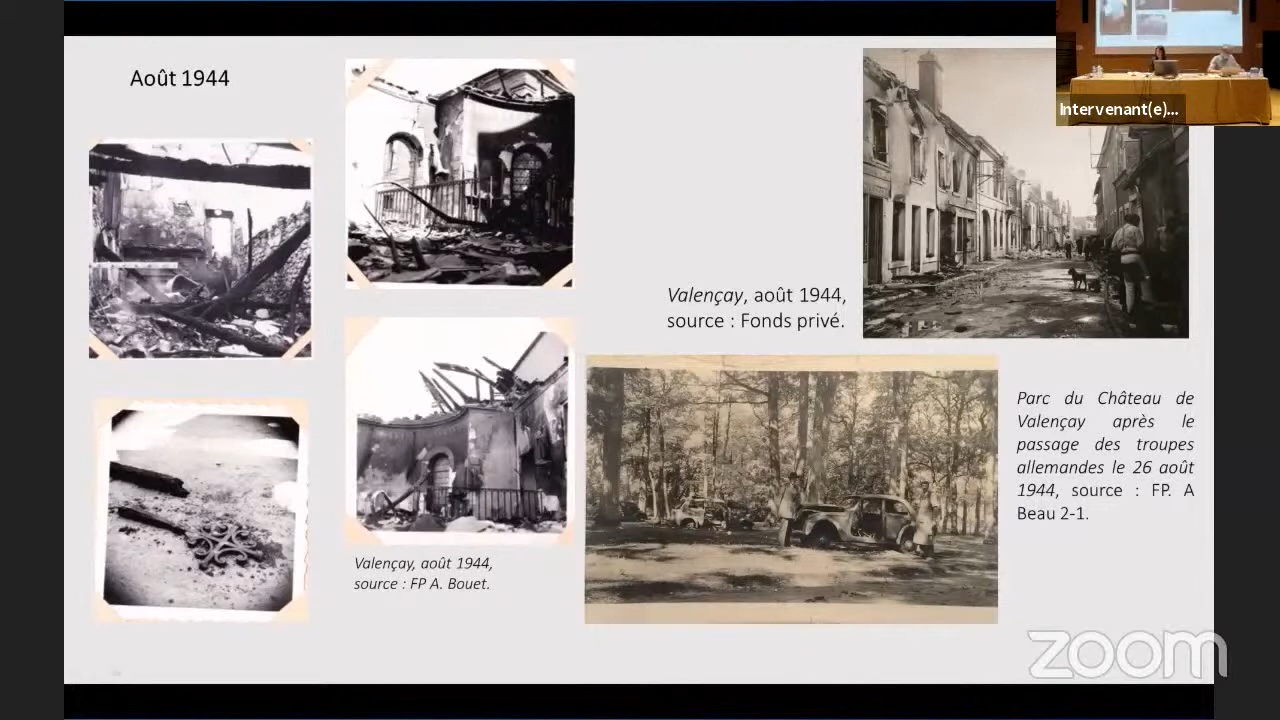 Août 1944
Intervenant(e)...
Valençay, août 1944,
source : Fonds privé.
Parc du Château de
Valençay après le
passage des troupes
allemandes le 26 août
1944, source : FP. A
Beau 2-1.
Valençay, août 1944,
source : FP A. Bouet.
zoom